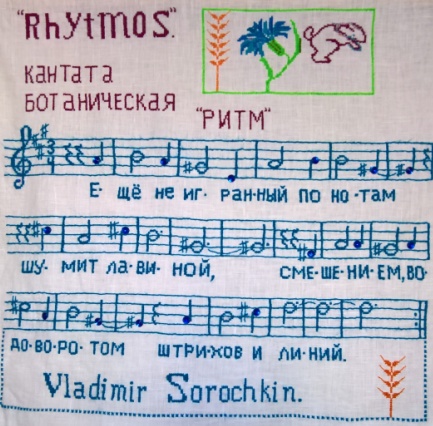 "Rhytmos".
КАНТАТА
БОТАНИЧЕСКАЯ
"РИТМ"
Е- ЩЁ НЕ ИГ- РАН-НЫЙ ПО НО-ТАМ
ШУ- МИТ ЛА-ВИ- НОЙ, СМЕ-ШЕ-НИ-ЕМ, ВО-
ДО-ВО-РО-ТОМ ШТРИ-ХОВ И ЛИ-НИЙ.
Vladimir Sorochkin.